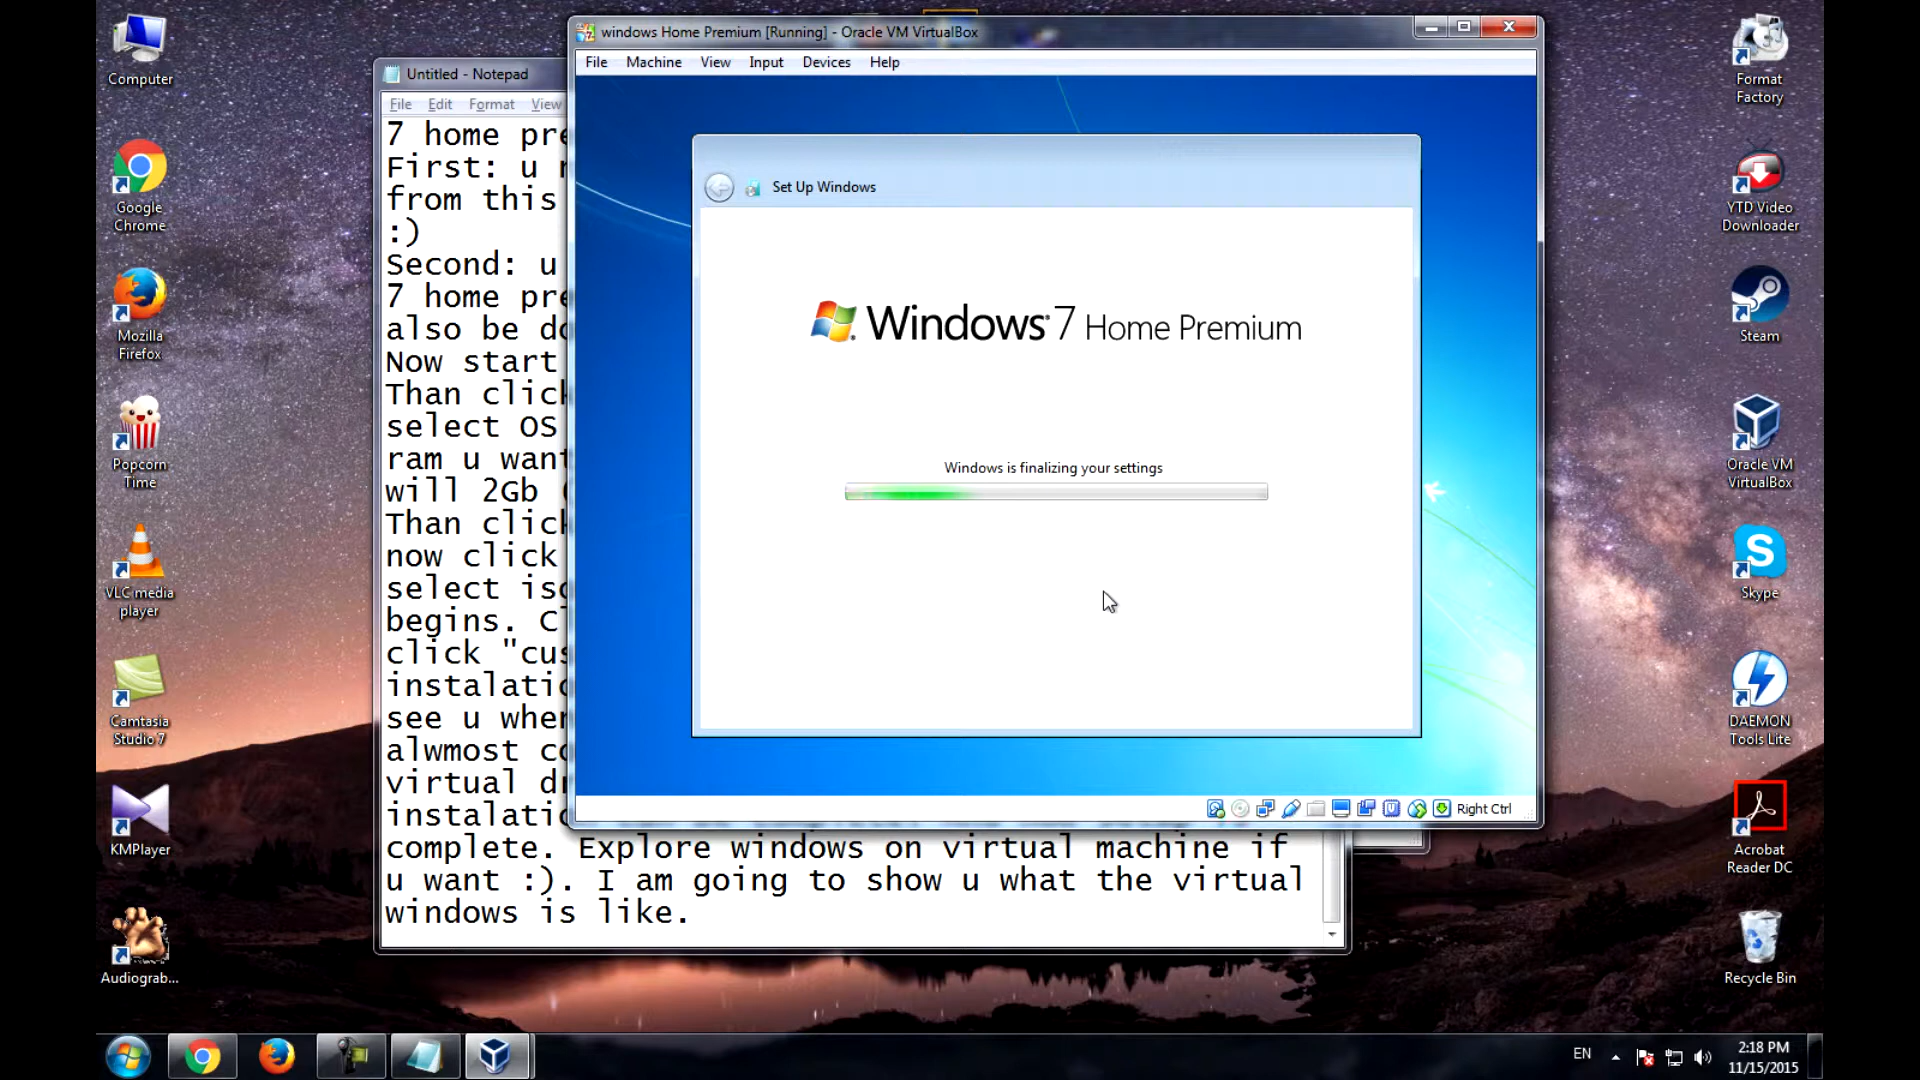 Computer
Google
Chrome
Mozilla
Firefox
Popcorn
Time
VLC media
player
Camtasia
Studio 7
KMPlayer
Audiograb...
Untitled - Notepad
File Edit Format View
7 home pre
First: u
from this
:)
Second: u
7 home pre
also be do
Now start
Than click
select OS
ram u want
will 2Gb
Than click
now click
select iso
begins. Cl
click "cus
instalatio
see u when
alwmost co
virtual dr
instalatio
complete. Explore windows on virtual machine if
u want :). I am going to show u what the virtual
windows is like.
windows Home Premium [Running] - Oracle VM VirtualBox
File Machine View Input Devices Help
Set Up Windows
Windows 7 Home Premium
Windows is finalizing your settings
Right Ctrl
Format
Factory
YTD Video
Downloader
Steam
Oracle VM
VirtualBox
Skype
DAEMON
Tools Lite
Acrobat
Reader DC
Recycle Bin
EN
2:18 PM
11/15/2015